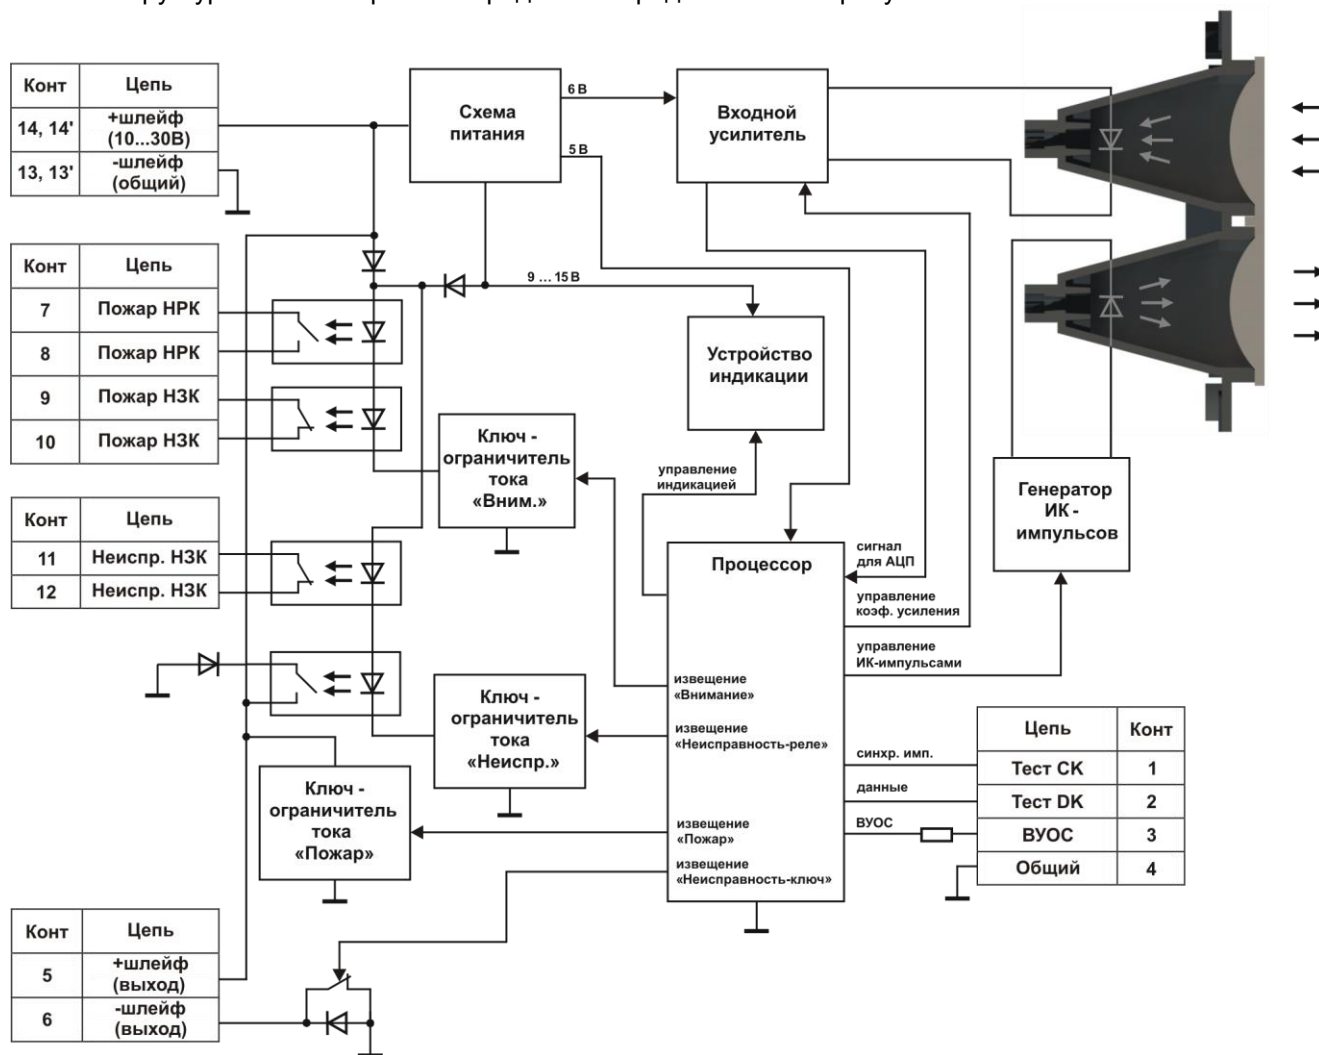 Конт Цепь
14, 14' +шлейф
(10...30В)
13, 13' -шлейф
(общий)
Схема
питания
6 В
5 В
Входной
усилитель
Конт Цепь
7 Пожар НРК
8 Пожар НРК
9 Пожар НЗК
10 Пожар НЗК
9 ... 15 В
Устройство
индикации
Ключ -
ограничитель
тока
«Вним.»
управление
индикацией
Генератор
ИК -
импульсов
Конт Цепь
11 Неиспр. НЗК
12 Неиспр. НЗК
Процессор
сигнал
для АЦП
управление
коэф. усиления
управление
ИК-импульсами
извещение
«Внимание»
извещение
«Неисправность-реле»
извещение
«Пожар»
извещение
«Неисправность-ключ»
Ключ -
ограничитель
тока
«Неиспр.»
Ключ -
ограничитель
тока
«Пожар»
синхр. имп.
данные
ВУОС
Цепь Конт
Тест СК 1
Тест DK 2
ВУОС 3
Общий 4
Конт Цепь
5 +шлейф
(выход)
6 -шлейф
(выход)